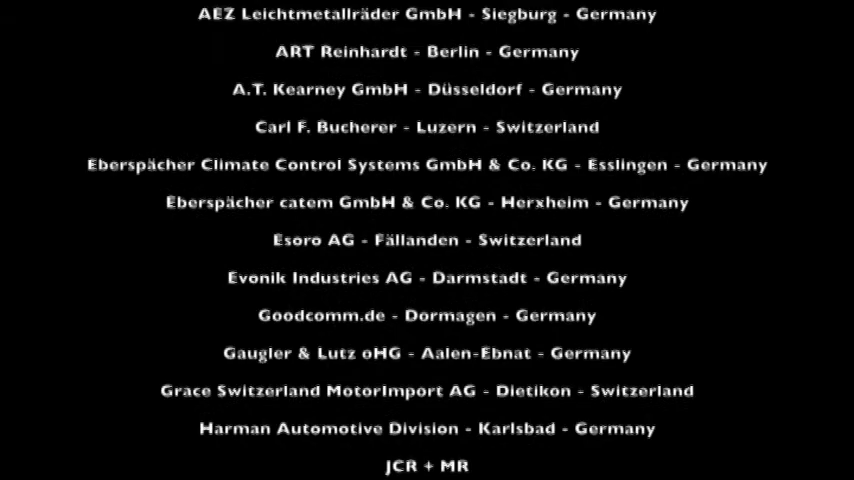 AEZ Leichtmetallräder GmbH - Siegburg - Germany
ART Reinhardt - Berlin - Germany
A.T. Kearney GmbH - Düsseldorf - Germany
Carl F. Bucherer - Luzern - Switzerland
Eberspächer Climate Control Systems GmbH & Co. KG - Esslingen - Germany
Eberspächer catem GmbH & Co. KG - Herxheim - Germany
Esoro AG - Fällanden - Switzerland
Evonik Industries AG - Darmstadt - Germany
Goodcomm.de - Dormagen - Germany
Gaugler & Lutz oHG - Aalen-Ebnat - Germany
Grace Switzerland MotorImport AG - Dietikon - Switzerland
Harman Automotive Division - Karlsbad - Germany
JCR + MR